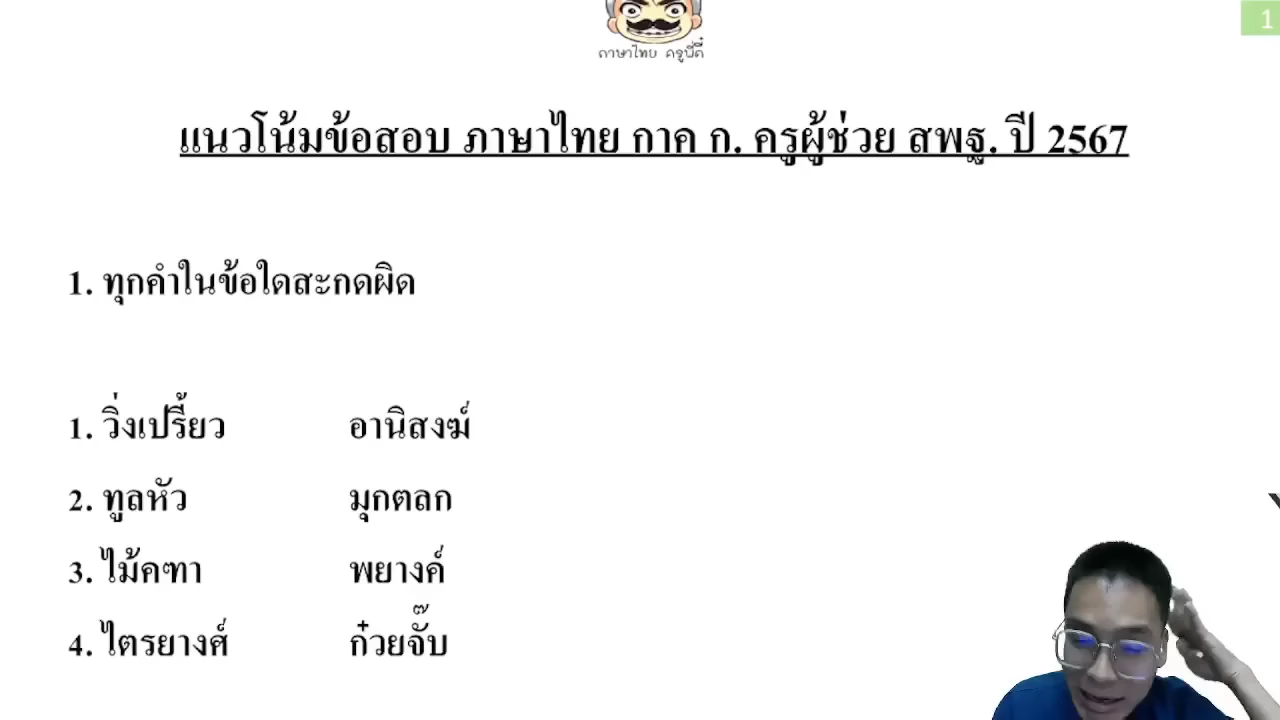 1
ภาษาไทย ครูบีตี๋
แนวโน้มข้อสอบ ภาษาไทย ภาค ก. ครูผู้ช่วย สพฐ. ปี 2567
1. ทุกคำในข้อใดสะกดผิด
1. วิ่งเปรี้ยว อานิสงฆ์
2. ทูลหัว มุกตลก
3. ไม้คฑา พยางค์
4. ไตรยางศ์ ก๋วยจั๊บ